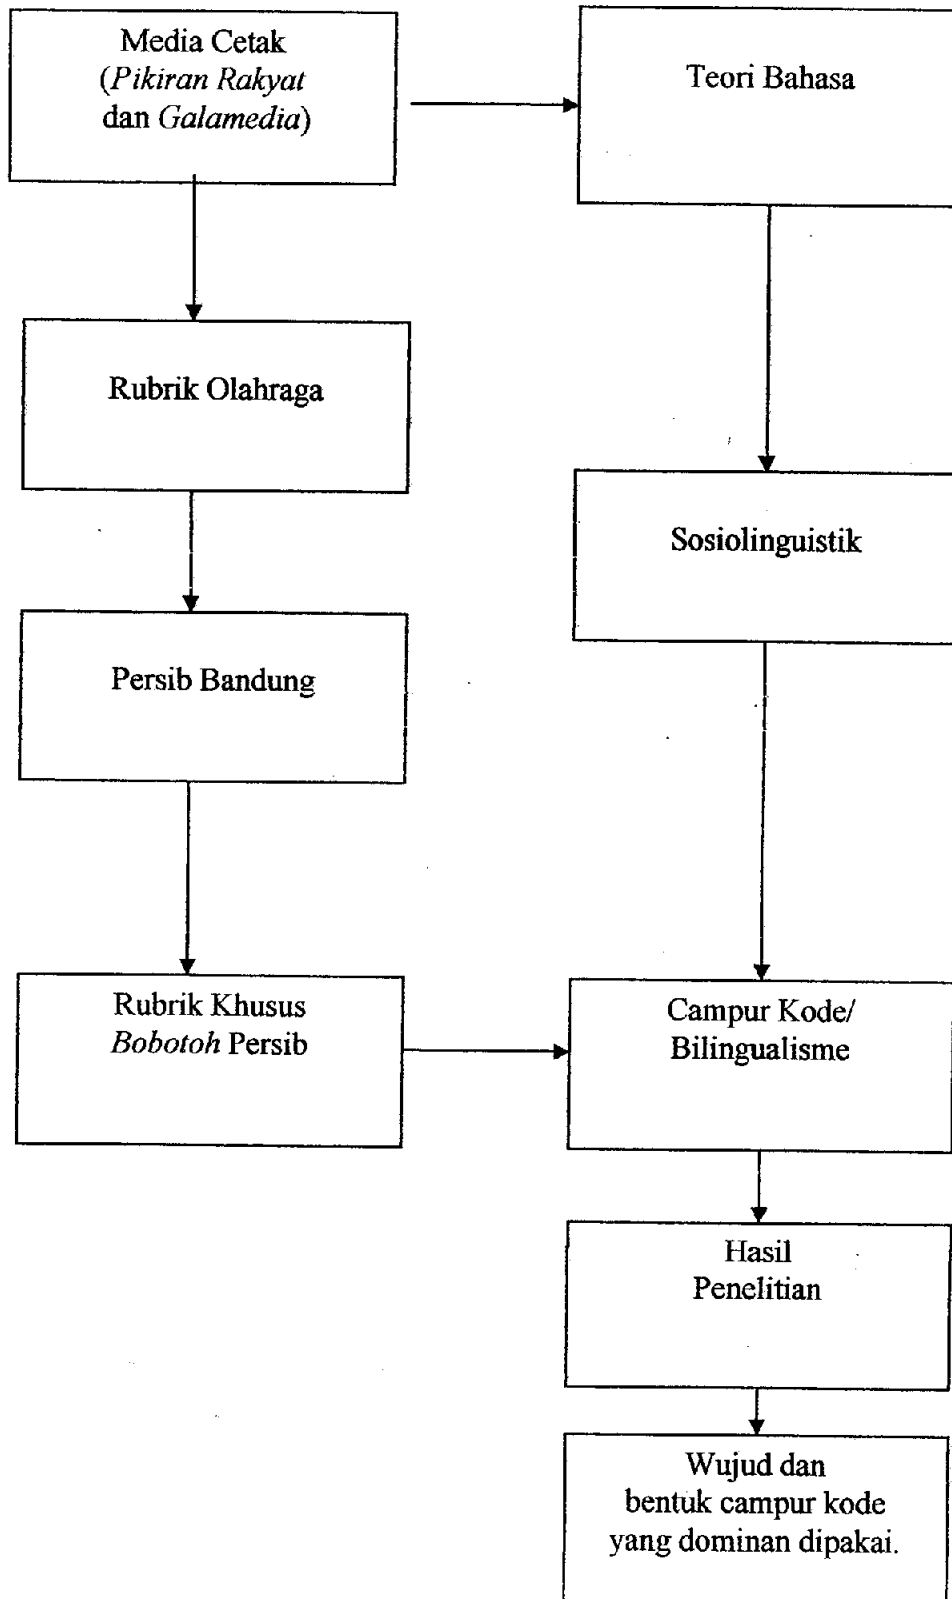 Media Cetak
(Pikiran Rakyat
dan Galamedia)
Teori Bahasa
Rubrik Olahraga
Sosiolinguistik
Persib Bandung
Rubrik Khusus
Bobotoh Persib
Campur Kode/
Bilingualisme
Hasil
Penelitian
Wujud dan
bentuk campur kode
yang dominan dipakai.